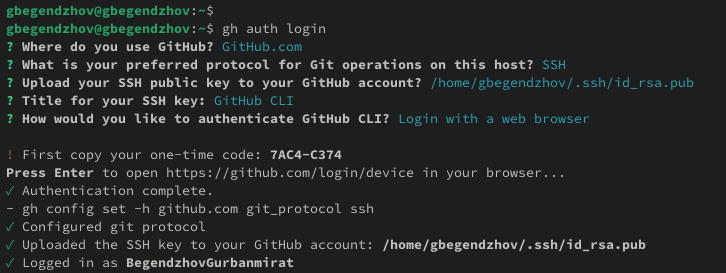 gbegendzhov@gbegendzhov:~$
gbegendzhov@gbegendzhov:~$ gh auth login
? Where do you use GitHub? GitHub.com
? What is your preferred protocol for Git operations on this host? SSH
? Upload your SSH public key to your GitHub account? /home/gbegendzhov/.ssh/id_rsa.pub
? Title for your SSH key: GitHub CLI
? How would you like to authenticate GitHub CLI? Login with a web browser
! First copy your one-time code: 7AC4-C374
Press Enter to open https://github.com/login/device in your browser...
✓ Authentication complete.
- gh config set -h github.com git_protocol ssh
✓ Configured git protocol
✓ Uploaded the SSH key to your GitHub account: /home/gbegendzhov/.ssh/id_rsa.pub
✓ Logged in as BegendzhovGurbanmirat